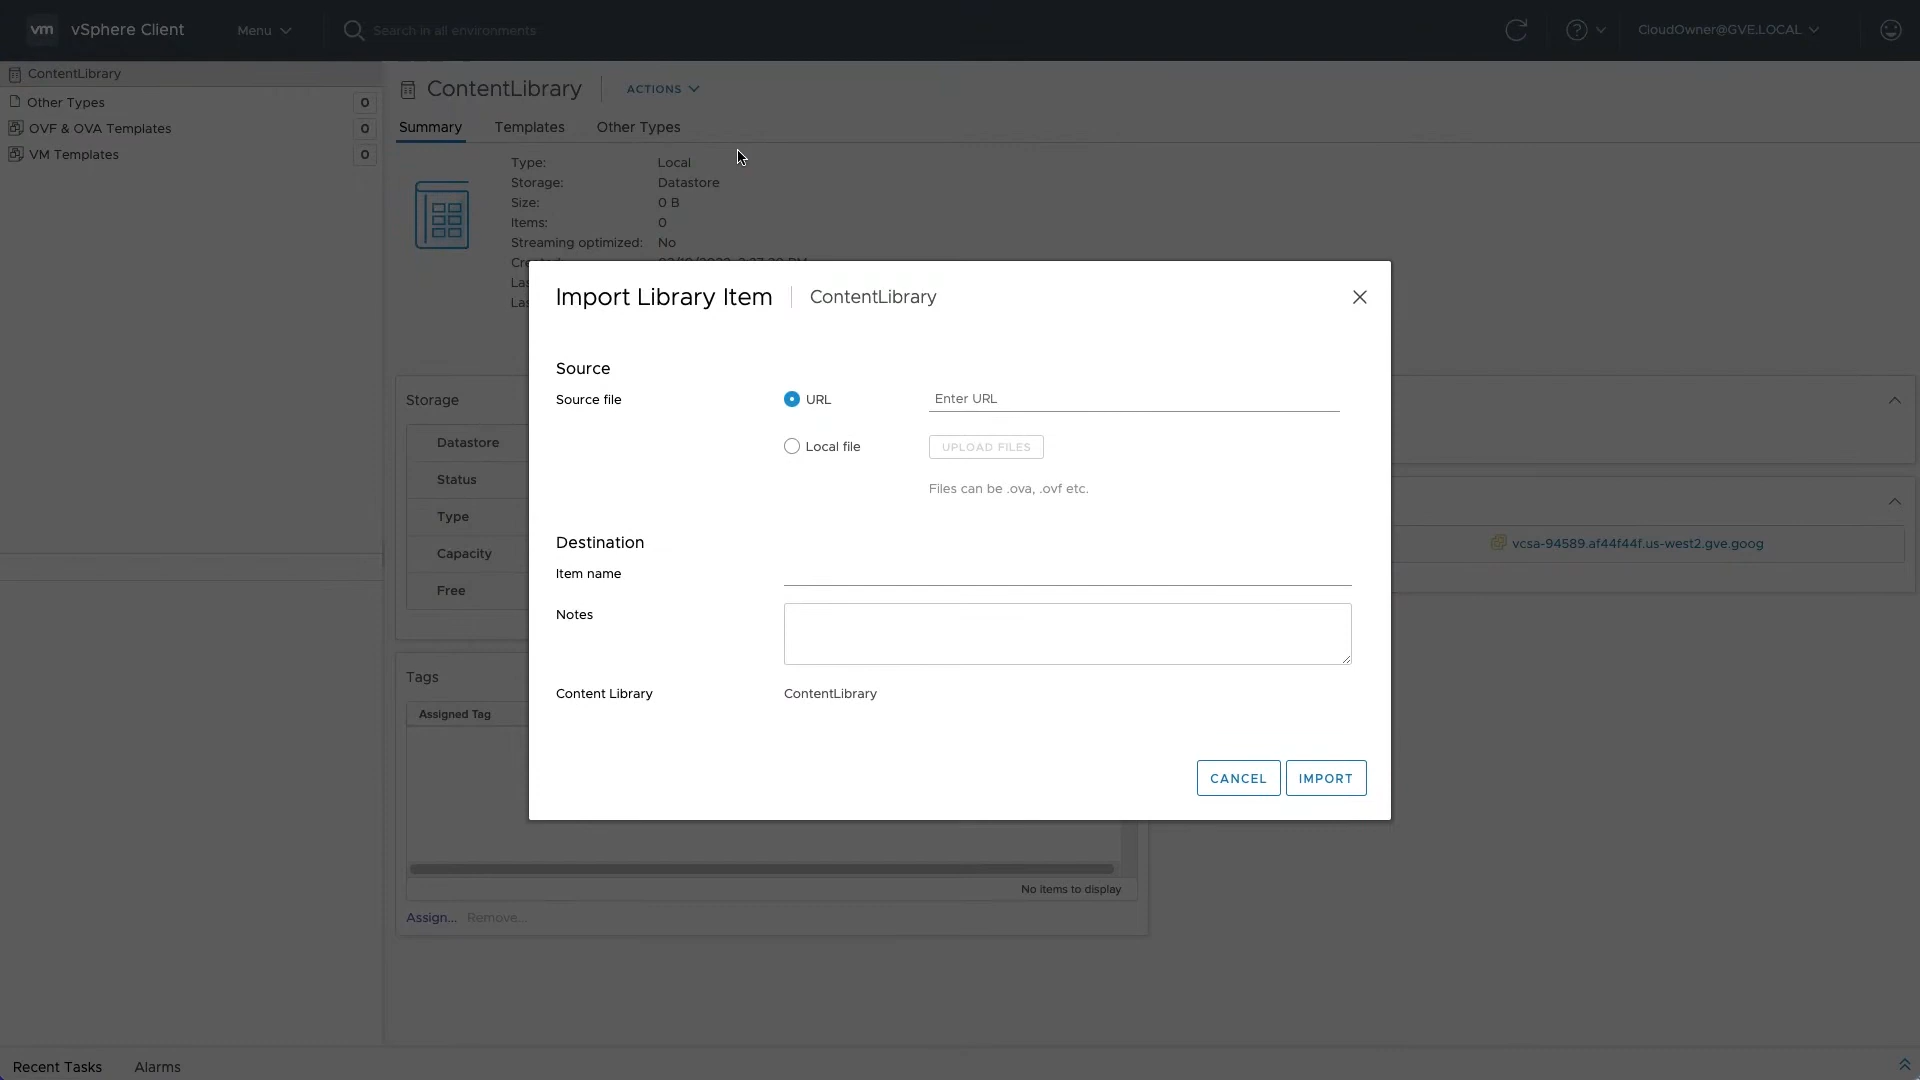 vm vSphere Client Menu Search in all environments CloudOwner@GVE.LOCAL
ContentLibrary
Other Types 0
OVF & OVA Templates 0
VM Templates 0
ContentLibrary ACTIONS
Summary Templates Other Types
Type: Local
Storage: Datastore
Size: 0 B
Items: 0
Streaming optimized: No
Import Library Item ContentLibrary
Source
Source file URL Enter URL
Local file UPLOAD FILES
Files can be .ova, .ovf etc.
Destination
Item name
Notes
Content Library ContentLibrary
CANCEL IMPORT
Storage
Datastore
Status
Type
Capacity
Free
vcsa-94589.af44f44f.us-west2.gve.goog
Tags
Assigned Tag
No items to display
Assign... Remove...
Recent Tasks Alarms